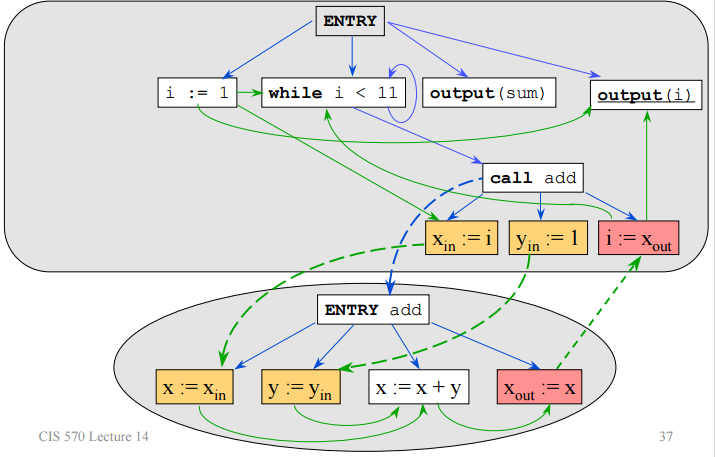 ENTRY
i := 1
while i < 11
output(sum)
output(i)
call add
xin := i
yin := 1
i := xout
ENTRY add
x := xin
y := yin
x := x + y
xout := x
CIS 570 Lecture 14
37